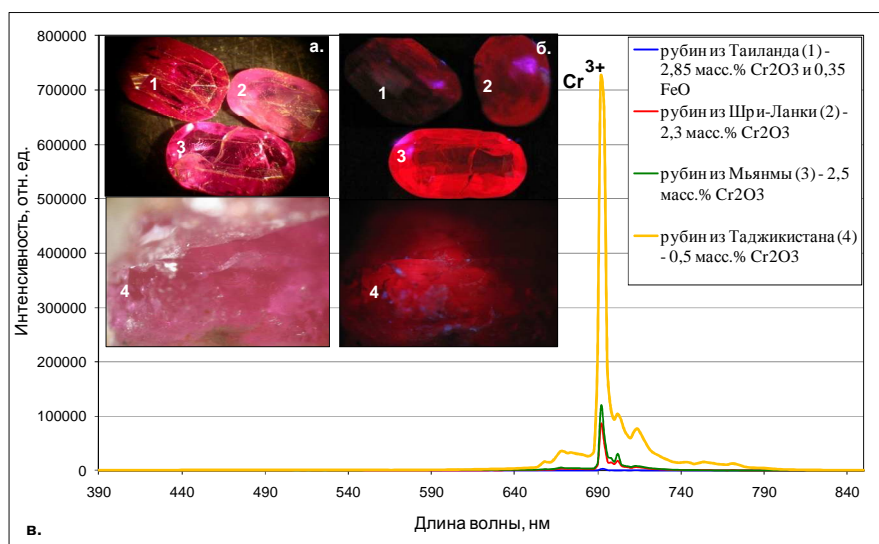 800000
700000
600000
500000
400000
300000
200000
100000
0
Интенсивность, отн. ед.
390 440 490 540 590 640 690 740 790 840
Длина волны, нм
в.
а.
1
2
3
4
б.
1
2
3
4
Cr 3+
рубин из Таиланда (1) -
2,85 масс.% Cr2O3 и 0,35
FeO
рубин из Шри-Ланки (2) -
2,3 масс.% Cr2O3
рубин из Мьянмы (3) - 2,5
масс.% Cr2O3
рубин из Таджикистана (4)
- 0,5 масс.% Cr2O3